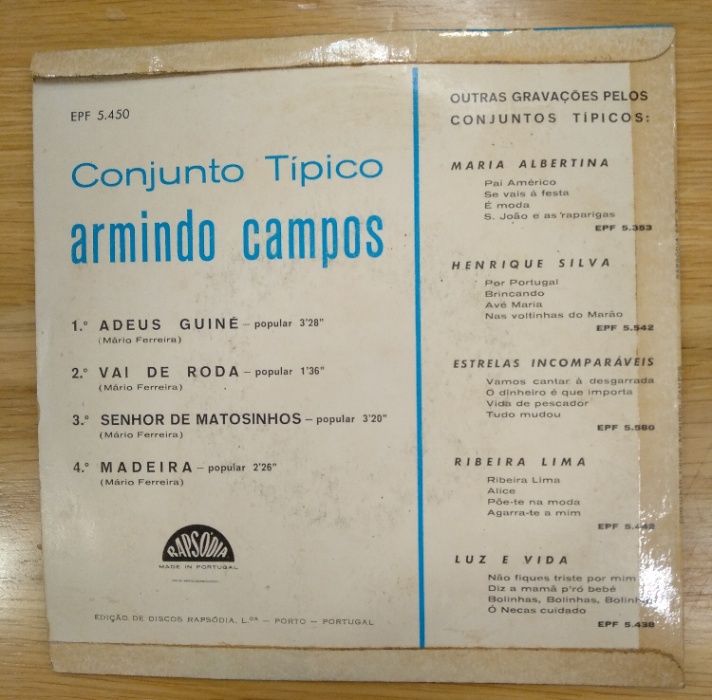 EPF 5.450
Conjunto Típico
armindo campos
1.º ADEUS GUINÉ – popular 3'28"
(Mário Ferreira)
2.º VAI DE RODA – popular 1'36"
(Mário Ferreira)
3.º SENHOR DE MATOSINHOS – popular 3'20"
(Mário Ferreira)
4.º MADEIRA – popular 2'26"
(Mário Ferreira)
RAPSÓDIA
MADE IN PORTUGAL
EDIÇÃO DE DISCOS RAPSÓDIA, L.DA – PORTO – PORTUGAL
OUTRAS GRAVAÇÕES PELOS
CONJUNTOS TÍPICOS:
MARIA ALBERTINA
Pai Américo
Se vais à festa
É moda
S. João e as raparigas
EPF 5.353
HENRIQUE SILVA
Por Portugal
Brincando
Avé Maria
Nas voltinhas do Marão
EPF 5.542
ESTRELAS INCOMPARÁVEIS
Vamos cantar à desgarrada
O dinheiro é que importa
Vida de pescador
Tudo mudou
EPF 5.580
RIBEIRA LIMA
Ribeira Lima
Alice
Põe-te na moda
Agarra-te a mim
EPF
LUZ E VIDA
Não fiques triste por mim
Diz a mamã p'ró bebé
Bolinhas, Bolinhas,
Ó Necas cuidado
EPF 5.438